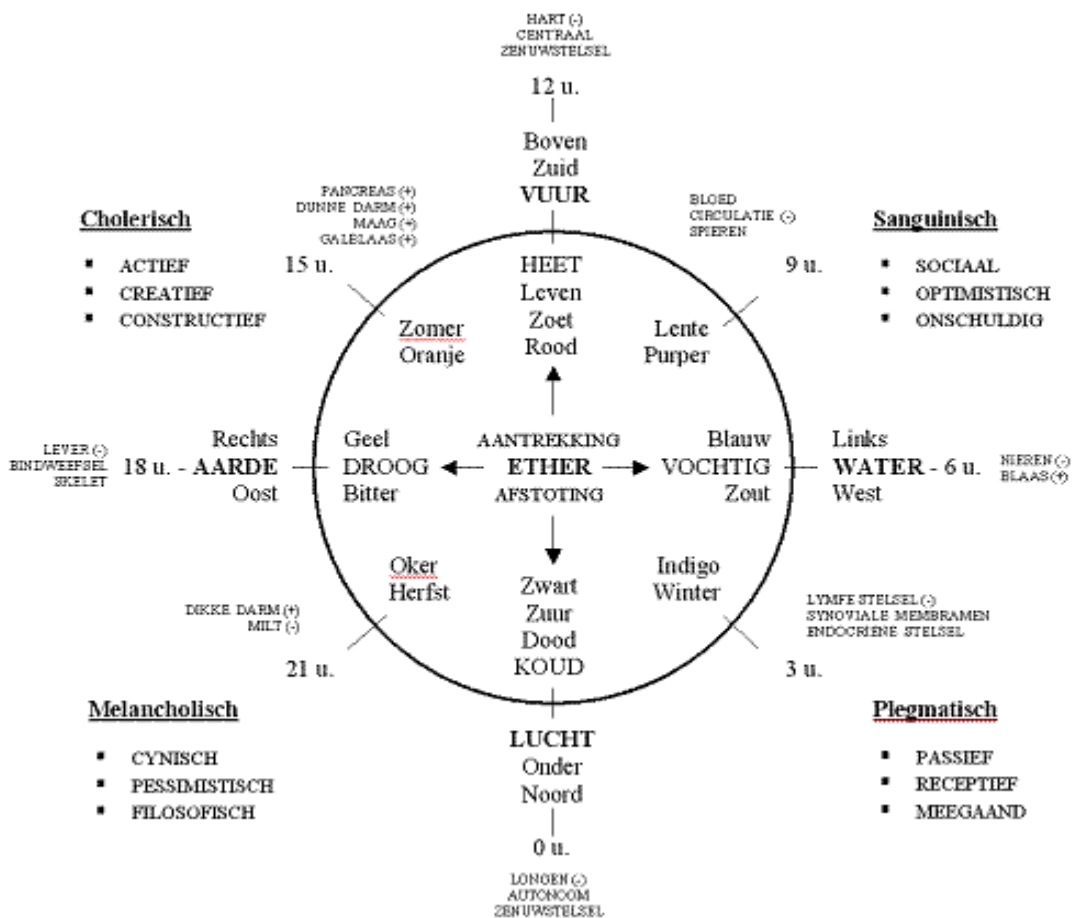 HART (-)
CENTRAAL
ZENUWSTELSEL
12 u.
Boven
Zuid
VUUR
PANCREAS (+)
DUNNE DARM (+)
MAAG (+)
GALBLAAS (+)
15 u.
BLOED
CIRCULATIE (-)
SPIEREN
9 u.
Cholerisch
ACTIEF
CREATIEF
CONSTRUCTIEF
Sanguinisch
SOCIAAL
OPTIMISTISCH
ONSCHULDIG
HEET
Leven
Zoet
Rood
Zomer
Oranje
Lente
Purper
LEVER (-)
BINDWEEFSEL
SKELET
Rechts
18 u. - AARDE
Oost
Geel
DROOG
Bitter
AANTREKKING
ETHER
AFSTOTING
Blauw
VOCHTIG
Zout
Links
WATER - 6 u.
West
NIEREN (-)
BLAAS (+)
Oker
Herfst
Zwart
Zuur
Dood
KOUD
Indigo
Winter
DIKKE DARM (+)
MILT (-)
21 u.
LYMFE STELSEL (-)
SYNOVIALE MEMBRAMEN
ENDOCRIENE STELSEL
3 u.
Melancholisch
CYNISCH
PESSIMISTISCH
FILOSOFISCH
Plegmatisch
PASSIEF
RECEPTIEF
MEEGAAND
LUCHT
Onder
Noord
0 u.
LONGEN (-)
AUTONOOM
ZENUWSTELSEL